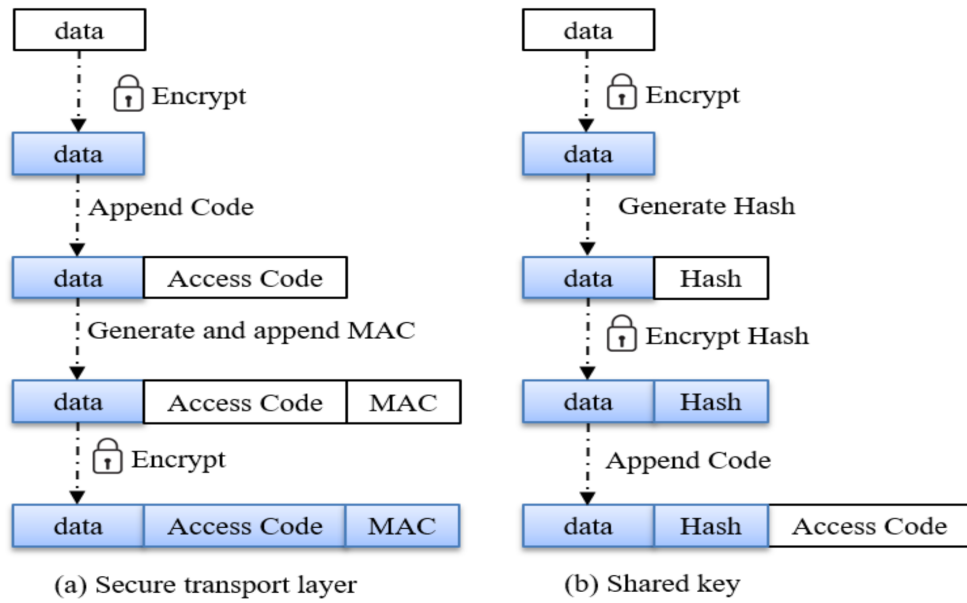 data
Encrypt
data
Append Code
data Access Code
Generate and append MAC
data Access Code MAC
Encrypt
data Access Code MAC
(a) Secure transport layer
data
Encrypt
data
Generate Hash
data Hash
Encrypt Hash
data Hash
Append Code
data Hash Access Code
(b) Shared key